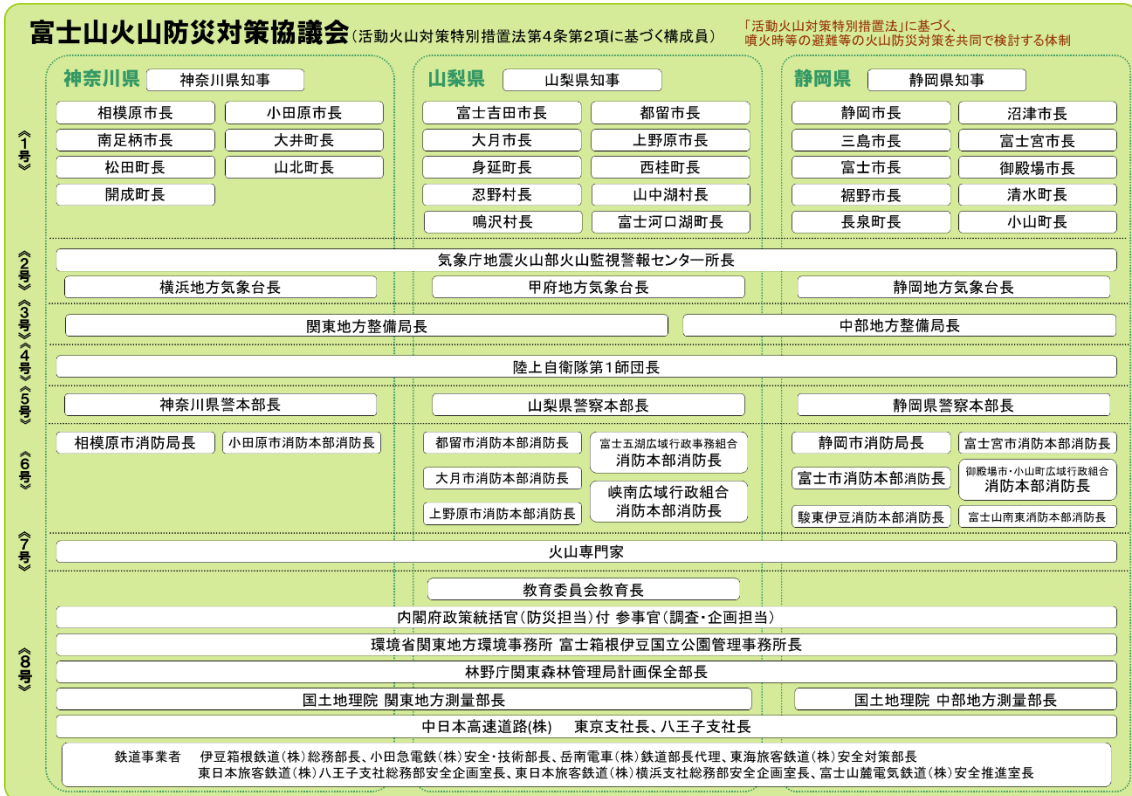 富士山火山防災対策協議会(活動火山対策特別措置法第4条第2項に基づく構成員)
「活動火山対策特別措置法」に基づく、
噴火時等の避難等の火山防災対策を共同で検討する体制
神奈川県 神奈川県知事 山梨県 山梨県知事 静岡県 静岡県知事
《1号》
相模原市長 小田原市長 富士吉田市長 都留市長 静岡市長 沼津市長
南足柄市長 大井町長 大月市長 上野原市長 三島市長 富士宮市長
松田町長 山北町長 身延町長 西桂町長 富士市長 御殿場市長
開成町長 忍野村長 山中湖村長 裾野市長 清水町長
鳴沢村長 富士河口湖町長 長泉町長 小山町長
《2号》
気象庁地震火山部火山監視警報センター所長
横浜地方気象台長 甲府地方気象台長 静岡地方気象台長
《3号》
関東地方整備局長 中部地方整備局長
《4号》
陸上自衛隊第1師団長
《5号》
神奈川県警本部長 山梨県警察本部長 静岡県警察本部長
《6号》
相模原市消防局長 小田原市消防本部消防長
都留市消防本部消防長
大月市消防本部消防長
上野原市消防本部消防長
富士五湖広域行政事務組合
消防本部消防長
峡南広域行政組合
消防本部消防長
静岡市消防局長 富士宮市消防本部消防長
富士市消防本部消防長
御殿場市・小山町広域行政組合
消防本部消防長
駿東伊豆消防本部消防長 富士山南東消防本部消防長
《7号》
火山専門家
《8号》
教育委員会教育長
内閣府政策統括官(防災担当)付 参事官(調査・企画担当)
環境省関東地方環境事務所 富士箱根伊豆国立公園管理事務所長
林野庁関東森林管理局計画保全部長
国土地理院 関東地方測量部長 国土地理院 中部地方測量部長
中日本高速道路(株) 東京支社長、八王子支社長
鉄道事業者 伊豆箱根鉄道(株)総務部長、小田急電鉄(株)安全・技術部長、岳南電車(株)鉄道部長代理、東海旅客鉄道(株)安全対策部長
東日本旅客鉄道(株)八王子支社総務部安全企画室長、東日本旅客鉄道(株)横浜支社総務部安全企画室長、富士山麓電気鉄道(株)安全推進室長